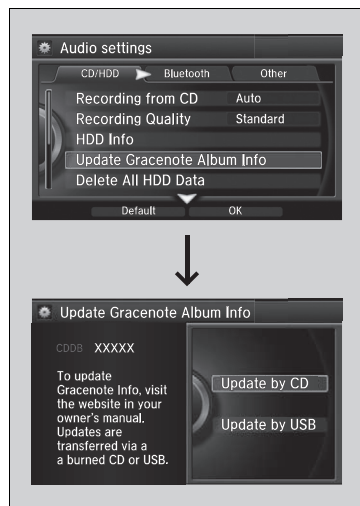 Audio settings
CD/HDD Bluetooth Other
Recording from CD Auto
Recording Quality Standard
HDD Info
Update Gracenote Album Info
Delete All HDD Data
Default OK
Update Gracenote Album Info
CDDB XXXXX
To update
Gracenote Info, visit
the website in your
owner's manual.
Updates are
transferred via a
a burned CD or USB.
Update by CD
Update by USB